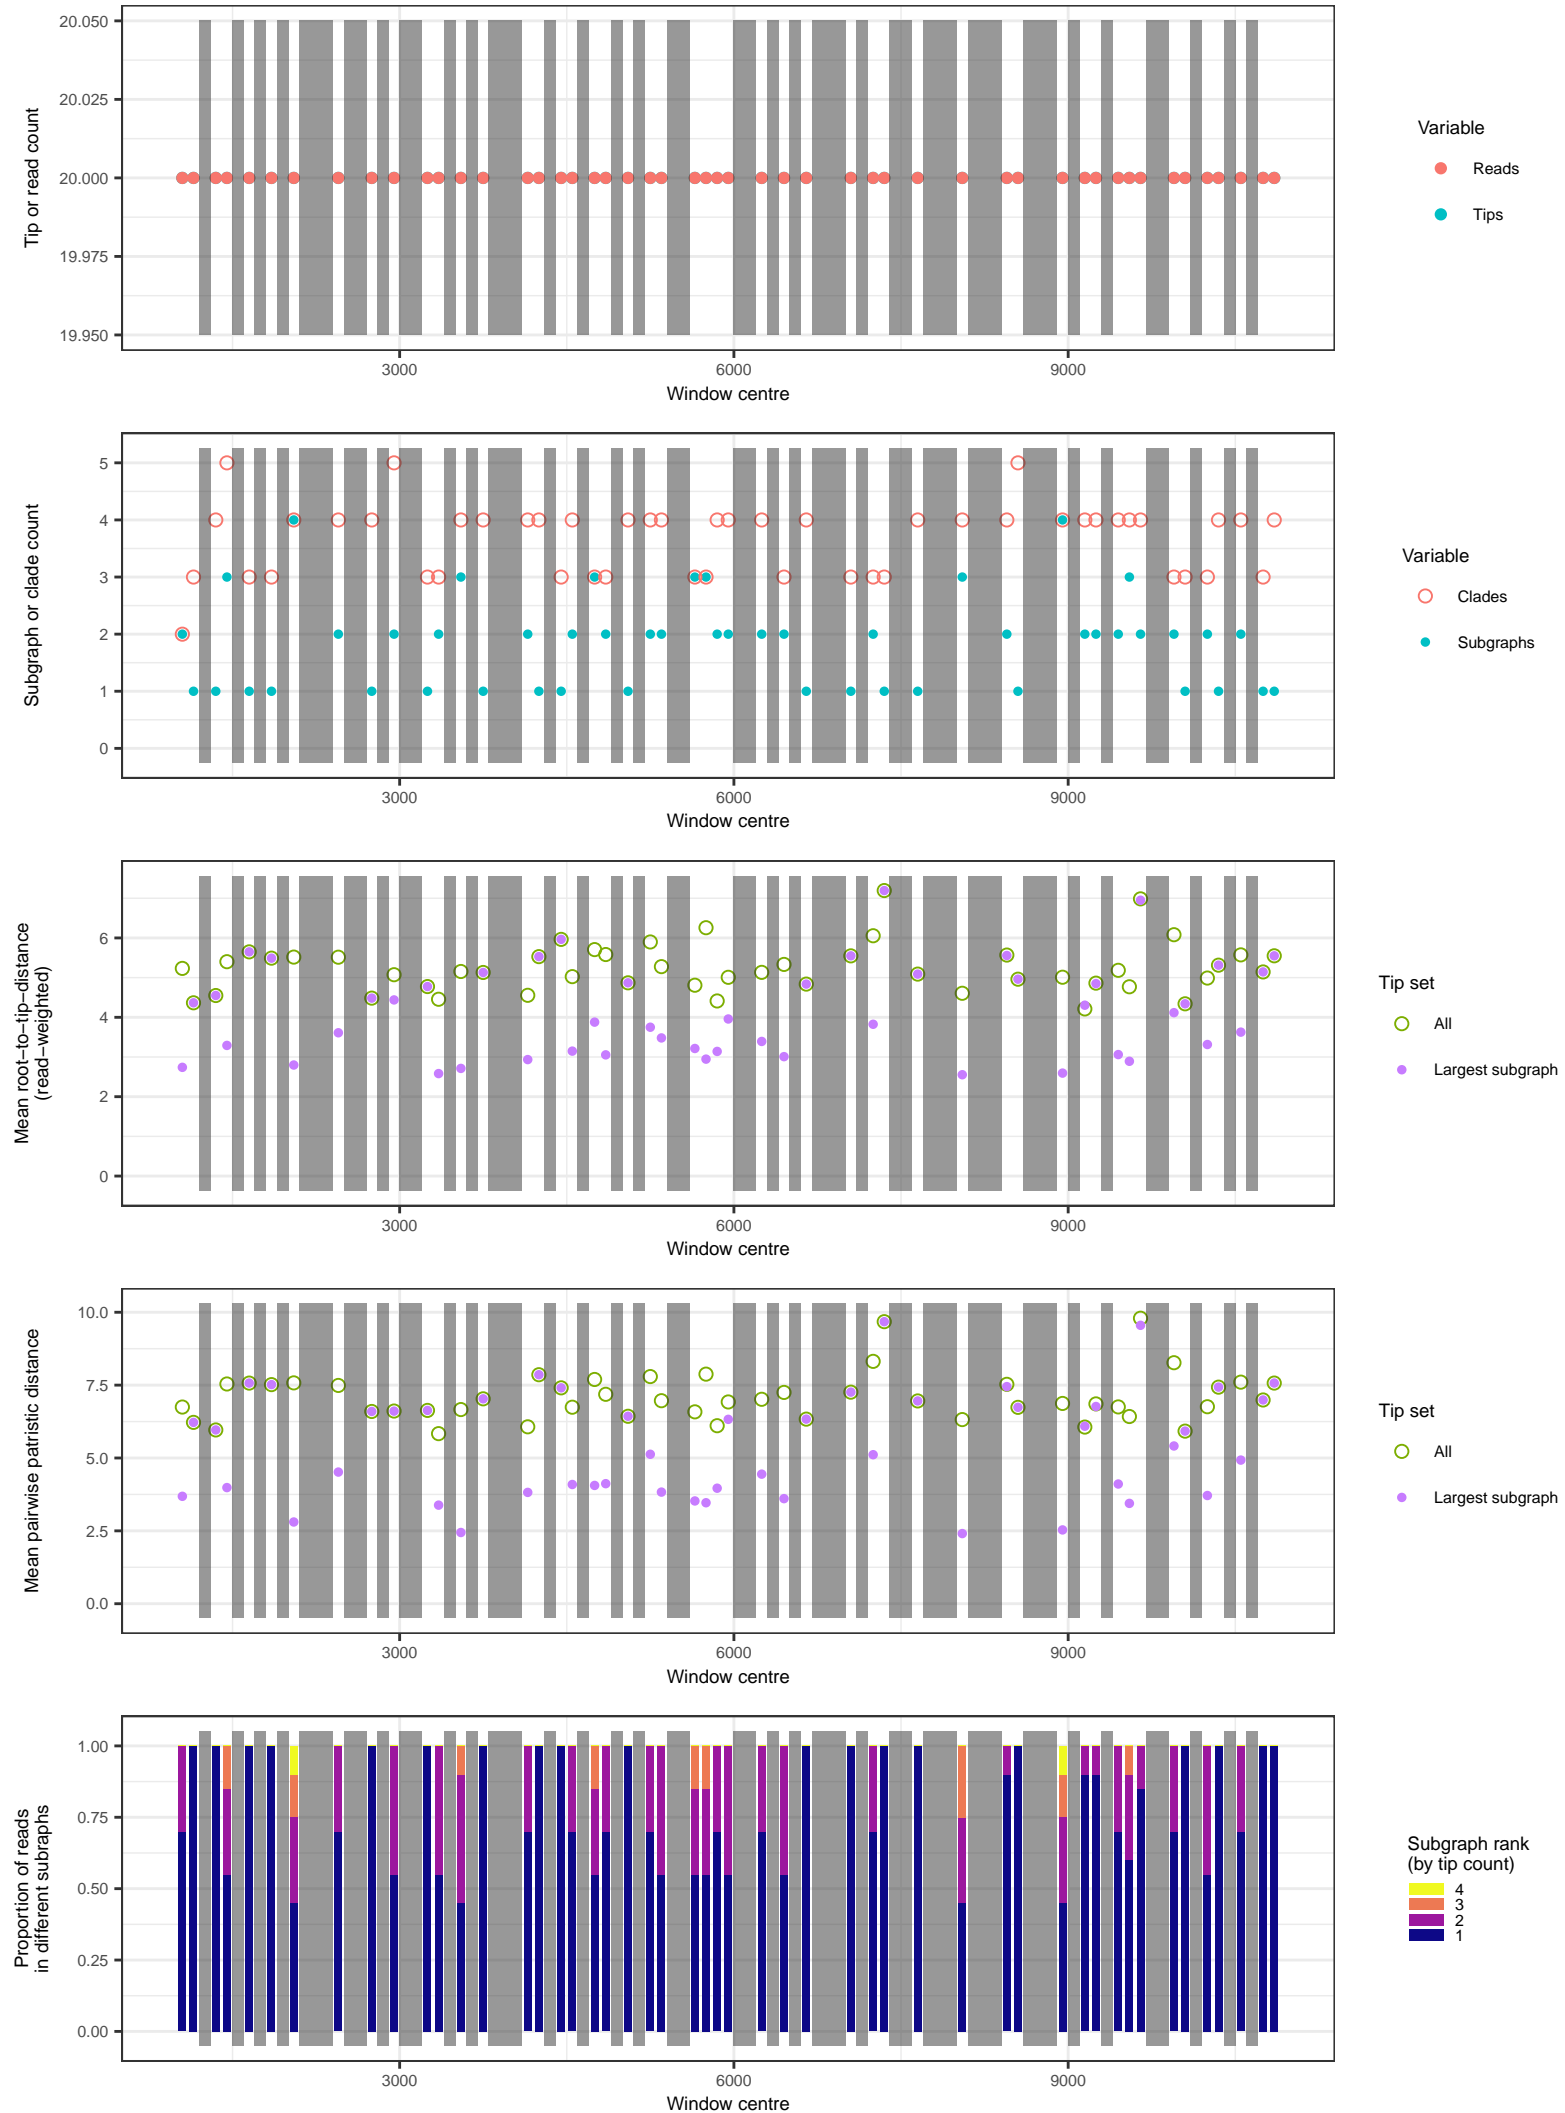 20.050
20.025
20.000
19.975
19.950
Tip or read count
3000
6000
9000
Window centre
Variable
Reads
Tips
5
4
3
2
1
0
Subgraph or clade count
3000
6000
9000
Window centre
Variable
Clades
Subgraphs
6
4
2
0
Mean root−to−tip−distance
(read−weighted)
3000
6000
9000
Window centre
Tip set
All
Largest subgraph
10.0
7.5
5.0
2.5
0.0
Mean pairwise patristic distance
3000
6000
9000
Window centre
Tip set
All
Largest subgraph
1.00
0.75
0.50
0.25
0.00
Proportion of reads
in different subraphs
3000
6000
9000
Window centre
Subgraph rank
(by tip count)
4
3
2
1